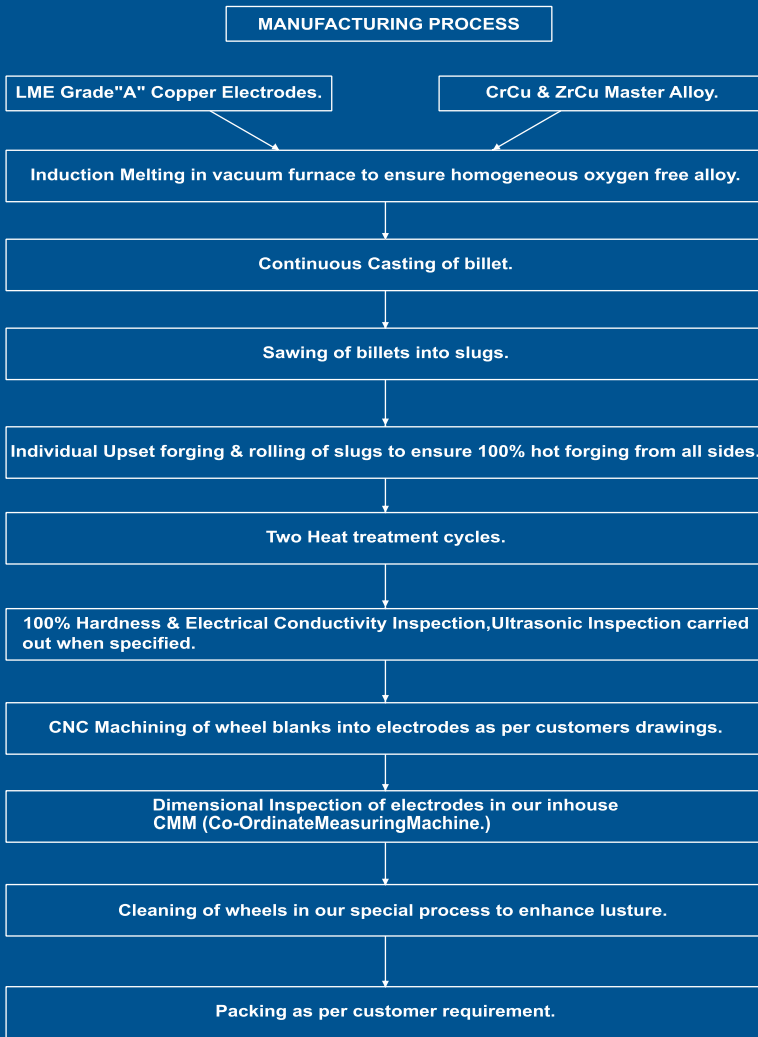 MANUFACTURING PROCESS
LME Grade"A" Copper Electrodes.
CrCu & ZrCu Master Alloy.
Induction Melting in vacuum furnace to ensure homogeneous oxygen free alloy.
Continuous Casting of billet.
Sawing of billets into slugs.
Individual Upset forging & rolling of slugs to ensure 100% hot forging from all sides.
Two Heat treatment cycles.
100% Hardness & Electrical Conductivity Inspection,Ultrasonic Inspection carried
out when specified.
CNC Machining of wheel blanks into electrodes as per customers drawings.
Dimensional Inspection of electrodes in our inhouse
CMM (Co-OrdinateMeasuringMachine.)
Cleaning of wheels in our special process to enhance lusture.
Packing as per customer requirement.